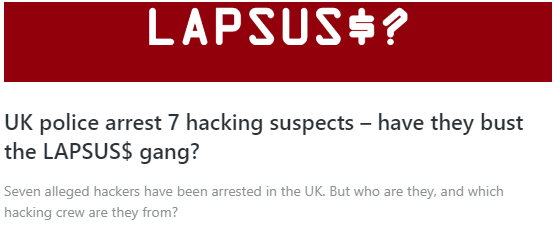 LAPSUS$?
UK police arrest 7 hacking suspects – have they bust
the LAPSUS$ gang?
Seven alleged hackers have been arrested in the UK. But who are they, and which
hacking crew are they from?